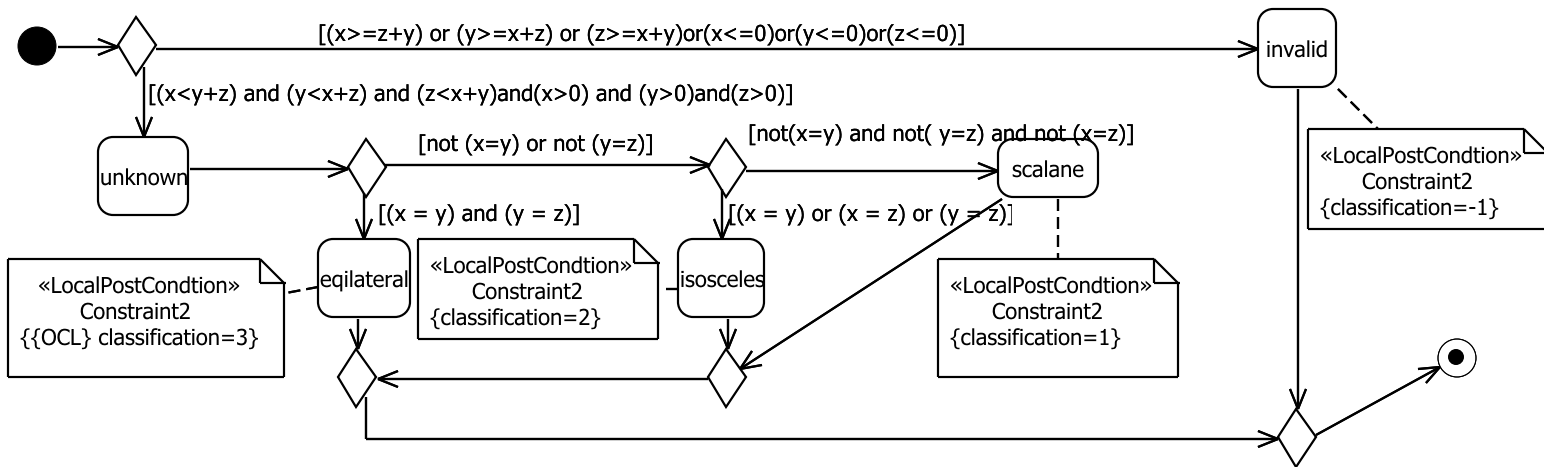 [(x>=z+y) or (y>=x+z) or (z>=x+y)or(x<=0)or(y<=0)or(z<=0)]
invalid
[(x<y+z) and (y<x+z) and (z<x+y)and(x>0) and (y>0)and(z>0)]
unknown
[not (x=y) or not (y=z)]
[not(x=y) and not( y=z) and not (x=z)]
scalane
«LocalPostCondtion»
Constraint2
{classification=-1}
[(x = y) and (y = z)]
[(x = y) or (x = z) or (y = z)]
«LocalPostCondtion»
Constraint2
{{OCL} classification=3}
eqilateral
«LocalPostCondtion»
Constraint2
{classification=2}
isosceles
«LocalPostCondtion»
Constraint2
{classification=1}